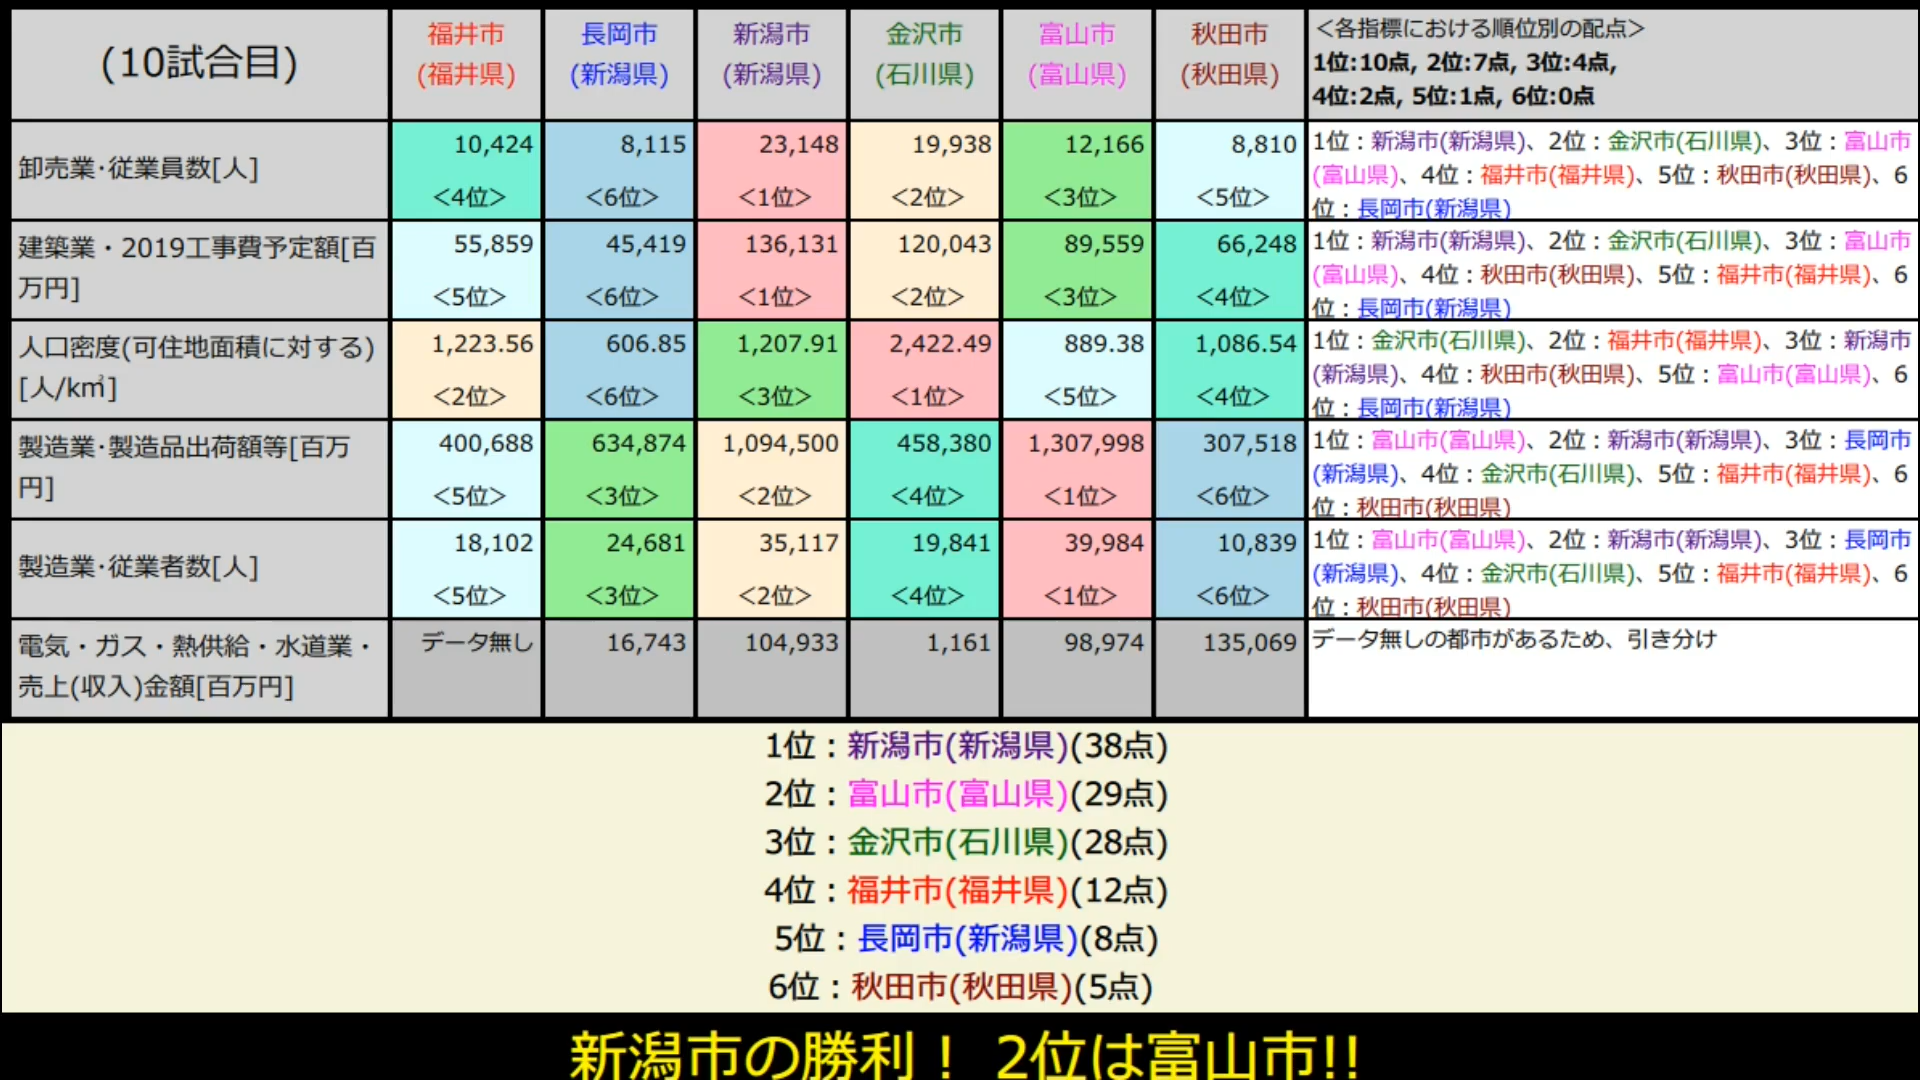 (10試合目)
福井市
(福井県)
長岡市
(新潟県)
新潟市
(新潟県)
金沢市
(石川県)
富山市
(富山県)
秋田市
(秋田県)
＜各指標における順位別の配点＞
1位:10点, 2位:7点, 3位:4点,
4位:2点, 5位:1点, 6位:0点
卸売業･従業員数[人]
10,424
<4位>
8,115
<6位>
23,148
<1位>
19,938
<2位>
12,166
<3位>
8,810
<5位>
1位：新潟市(新潟県)、2位：金沢市(石川県)、3位：富山市
(富山県)、4位：福井市(福井県)、5位：秋田市(秋田県)、6
位：長岡市(新潟県)
建築業・2019工事費予定額[百
万円]
55,859
<5位>
45,419
<6位>
136,131
<1位>
120,043
<2位>
89,559
<3位>
66,248
<4位>
1位：新潟市(新潟県)、2位：金沢市(石川県)、3位：富山市
(富山県)、4位：秋田市(秋田県)、5位：福井市(福井県)、6
位：長岡市(新潟県)
人口密度(可住地面積に対する)
[人/k㎡]
1,223.56
<2位>
606.85
<6位>
1,207.91
<3位>
2,422.49
<1位>
889.38
<5位>
1,086.54
<4位>
1位：金沢市(石川県)、2位：福井市(福井県)、3位：新潟市
(新潟県)、4位：秋田市(秋田県)、5位：富山市(富山県)、6
位：長岡市(新潟県)
製造業･製造品出荷額等[百万
円]
400,688
<5位>
634,874
<3位>
1,094,500
<2位>
458,380
<4位>
1,307,998
<1位>
307,518
<6位>
1位：富山市(富山県)、2位：新潟市(新潟県)、3位：長岡市
(新潟県)、4位：金沢市(石川県)、5位：福井市(福井県)、6
位：秋田市(秋田県)
製造業･従業者数[人]
18,102
<5位>
24,681
<3位>
35,117
<2位>
19,841
<4位>
39,984
<1位>
10,839
<6位>
1位：富山市(富山県)、2位：新潟市(新潟県)、3位：長岡市
(新潟県)、4位：金沢市(石川県)、5位：福井市(福井県)、6
位：秋田市(秋田県)
電気・ガス・熱供給・水道業・
売上(収入)金額[百万円]
データ無し
16,743
104,933
1,161
98,974
135,069
データ無しの都市があるため、引き分け
1位：新潟市(新潟県)(38点)
2位：富山市(富山県)(29点)
3位：金沢市(石川県)(28点)
4位：福井市(福井県)(12点)
5位：長岡市(新潟県)(8点)
6位：秋田市(秋田県)(5点)
新潟市の勝利！ 2位は富山市!!